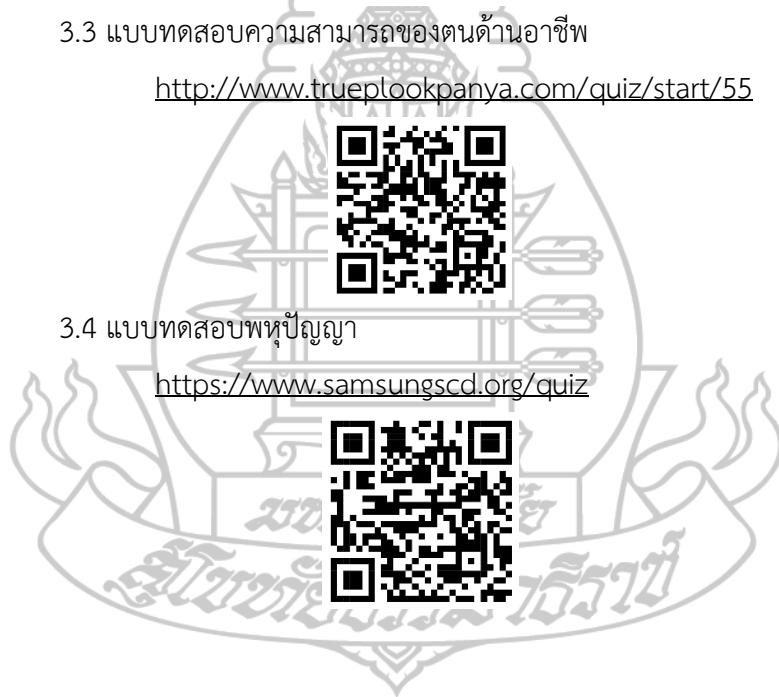 3.3 แบบทดสอบความสามารถของตนด้านอาชีพ
http://www.trueplookpanya.com/quiz/start/55
3.4 แบบทดสอบพหุปัญญา
https://www.samsungscd.org/quiz